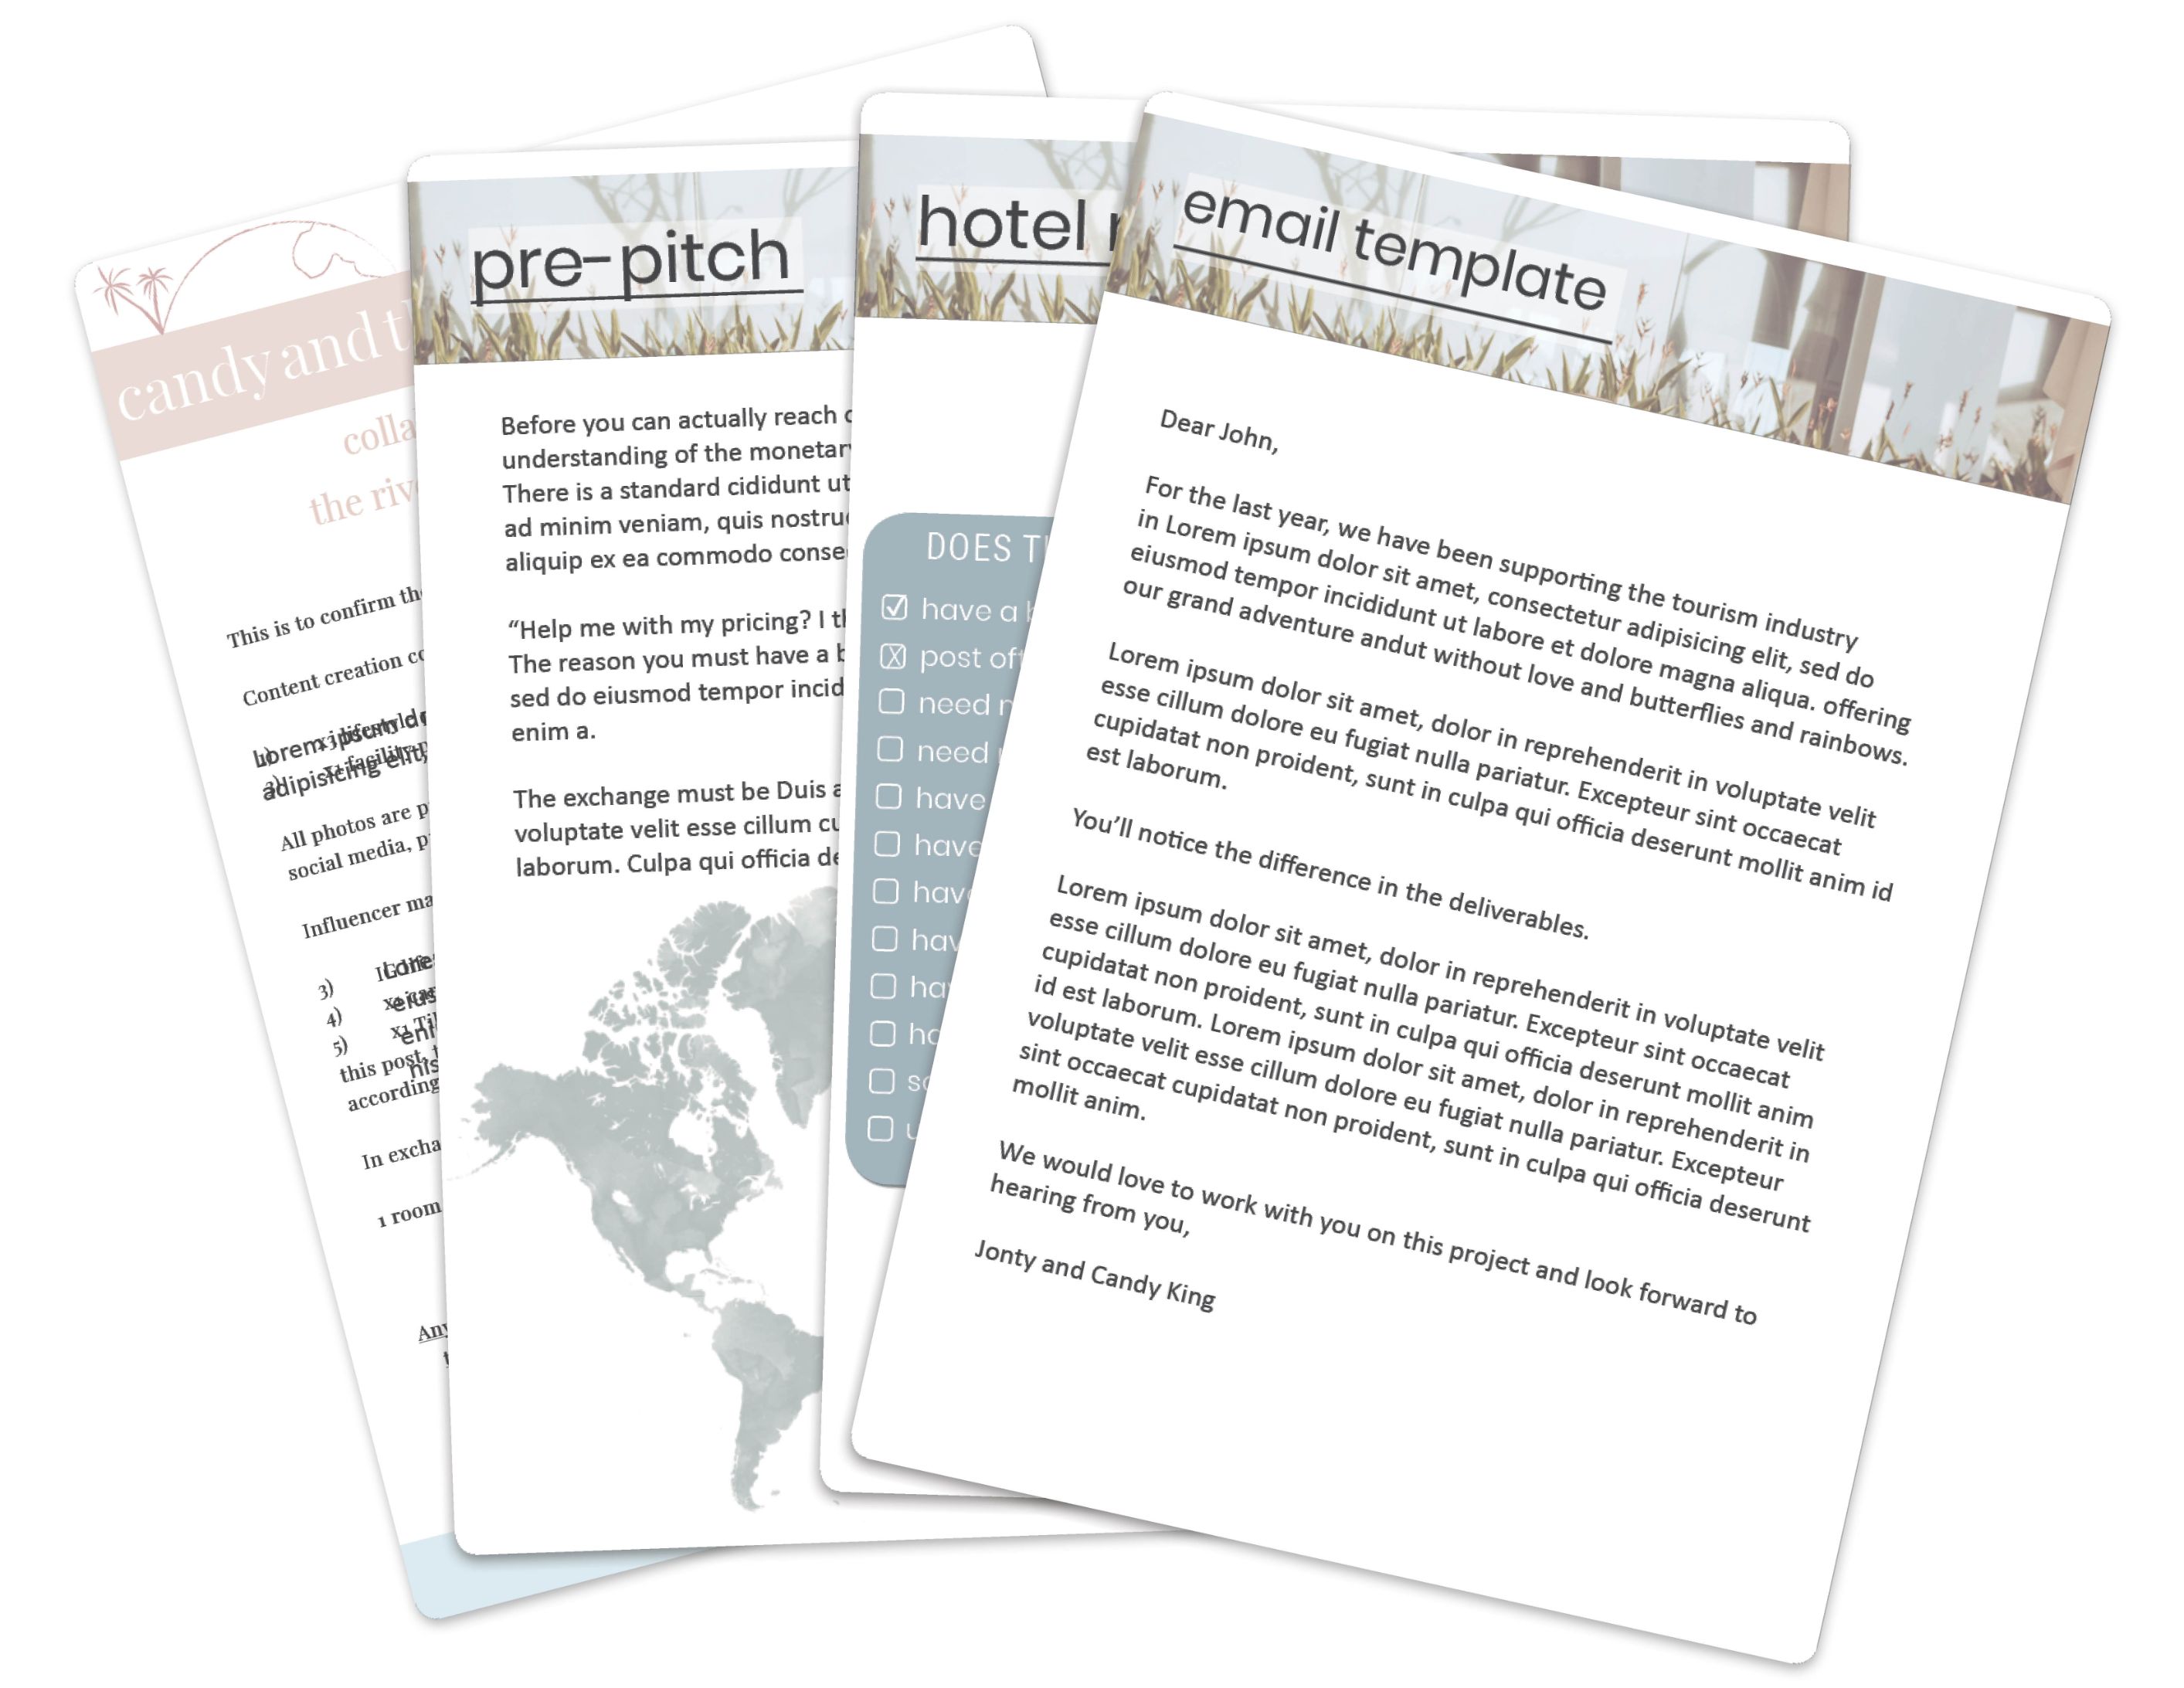 candy and t
colla
the riv
This is to confirm th
Content creation co
All photos are p
social media, p
Influencer ma
3)
4)
5)
this post,
according
In excha
1 room
Any
pre-pitch
Before you can actually reach
understanding of the monetar
There is a standard cididunt ut
ad minim veniam, quis nostru
aliquip ex ea commodo conse
“Help me with my pricing? I th
The reason you must have a b
sed do eiusmod tempor incid
enim a.
The exchange must be Duis a
voluptate velit esse cillum cu
laborum. Culpa qui officia de
hotel
DOES T
have a b
post of
need
need
have
have
hav
hav
ha
ha
so
u
email template
Dear John,
For the last year, we have been supporting the tourism industry
in Lorem ipsum dolor sit amet, consectetur adipisicing elit, sed do
eiusmod tempor incididunt ut labore et dolore magna aliqua. offering
our grand adventure andut without love and butterflies and rainbows.
Lorem ipsum dolor sit amet, dolor in reprehenderit in voluptate velit
esse cillum dolore eu fugiat nulla pariatur. Excepteur sint occaecat
cupidatat non proident, sunt in culpa qui officia deserunt mollit anim id
est laborum.
You’ll notice the difference in the deliverables.
Lorem ipsum dolor sit amet, dolor in reprehenderit in voluptate velit
esse cillum dolore eu fugiat nulla pariatur. Excepteur sint occaecat
cupidatat non proident, sunt in culpa qui officia deserunt mollit anim
id est laborum. Lorem ipsum dolor sit amet, dolor in reprehenderit in
voluptate velit esse cillum dolore eu fugiat nulla pariatur. Excepteur
sint occaecat cupidatat non proident, sunt in culpa qui officia deserunt
mollit anim.
We would love to work with you on this project and look forward to
hearing from you,
Jonty and Candy King